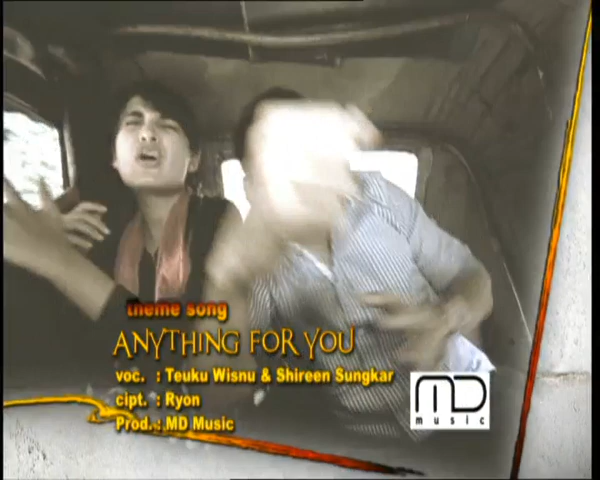 theme song
ANYTHING FOR YOU
voc. : Teuku Wisnu & Shireen Sungkar
cipt. : Ryon
Prod. : MD Music
MD
music